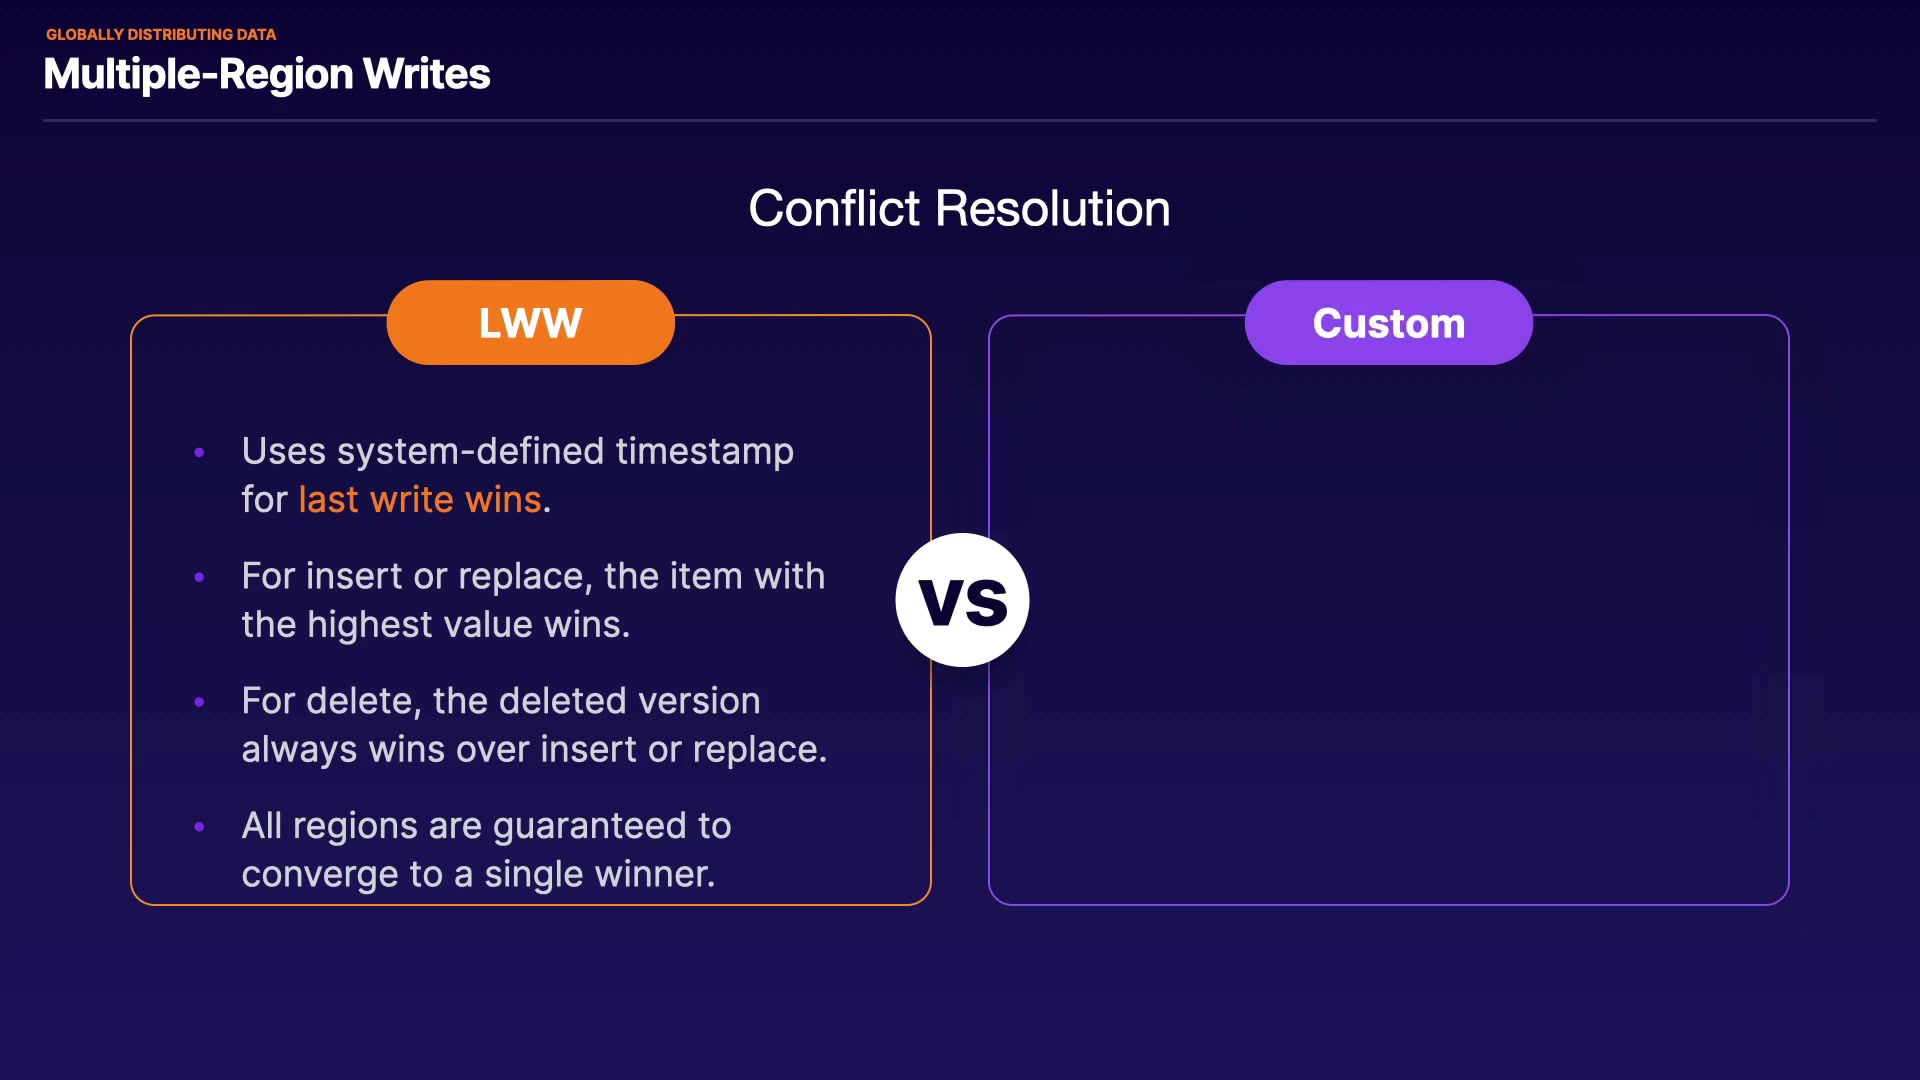 GLOBALLY DISTRIBUTING DATA
Multiple-Region Writes
Conflict Resolution
LWW
• Uses system-defined timestamp
for last write wins.
• For insert or replace, the item with
the highest value wins.
• For delete, the deleted version
always wins over insert or replace.
• All regions are guaranteed to
converge to a single winner.
vs
Custom